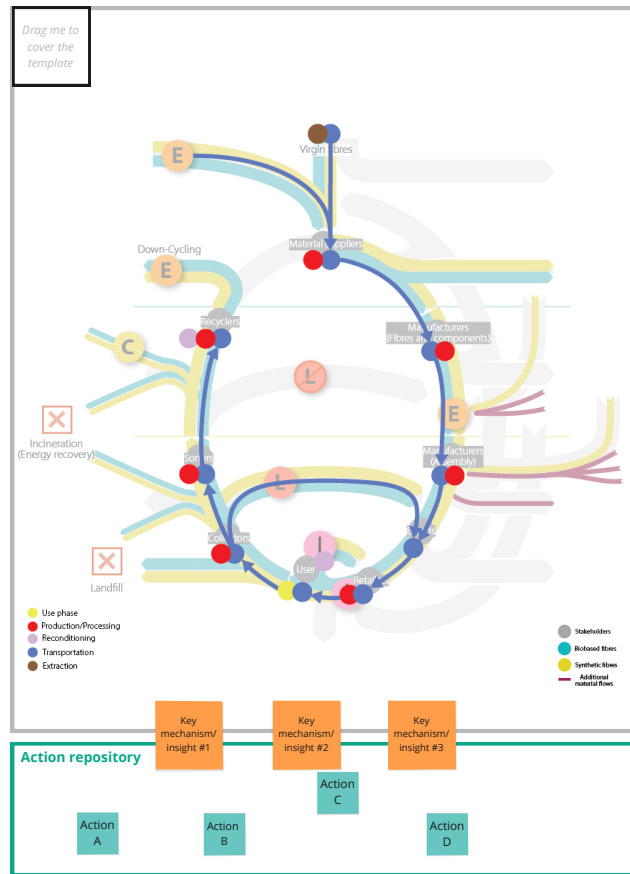 Drag me to
cover the
template
E
Virgin fibres
Material suppliers
Down-Cycling
E
Recyclers
Manufacturers
(Fibres and components)
C
L
E
Incineration
(Energy recovery)
Sorters
Manufacturers
(Assembly)
L
Collectors
I
User
Landfill
Use phase
Production/Processing
Reconditioning
Transportation
Extraction
Stakeholders
Biobased fibres
Synthetic fibres
Additional
material flows
Key
mechanism/
insight #1
Key
mechanism/
insight #2
Key
mechanism/
insight #3
Action repository
Action
A
Action
B
Action
C
Action
D